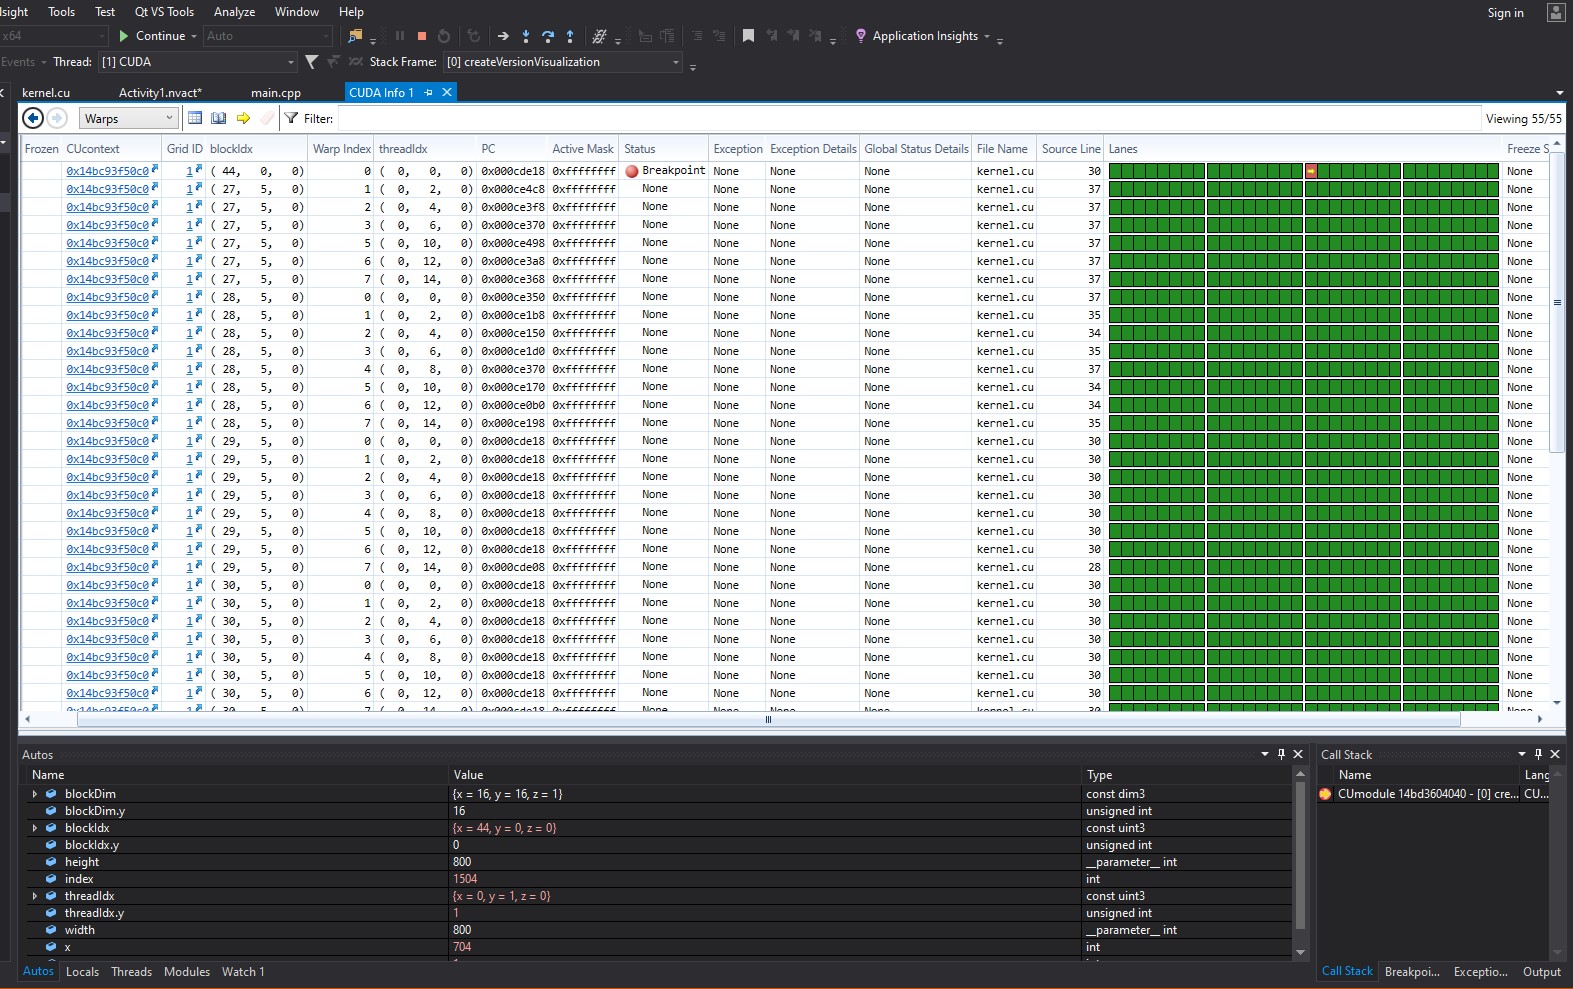 nsight Tools Test Qt VS Tools Analyze Window Help Sign in
x64 Continue Auto Application Insights
Events Thread: [1] CUDA Stack Frame: [0] createVersionVisualization
kernel.cu Activity1.nvact* main.cpp CUDA Info 1
Warps Filter: Viewing 55/55
Frozen CUcontext Grid ID blockIdx Warp Index threadIdx PC Active Mask Status Exception Exception Details Global Status Details File Name Source Line Lanes Freeze S
0x14bc93f50c0 1 ( 44, 0, 0) 0 ( 0, 0, 0) 0x000cde18 0xffffffff Breakpoint None None None kernel.cu 30 None
0x14bc93f50c0 1 ( 27, 5, 0) 1 ( 0, 2, 0) 0x000ce4c8 0xffffffff None None None None kernel.cu 37 None
0x14bc93f50c0 1 ( 27, 5, 0) 2 ( 0, 4, 0) 0x000ce3f8 0xffffffff None None None None kernel.cu 37 None
0x14bc93f50c0 1 ( 27, 5, 0) 3 ( 0, 6, 0) 0x000ce370 0xffffffff None None None None kernel.cu 37 None
0x14bc93f50c0 1 ( 27, 5, 0) 5 ( 0, 10, 0) 0x000ce498 0xffffffff None None None None kernel.cu 37 None
0x14bc93f50c0 1 ( 27, 5, 0) 6 ( 0, 12, 0) 0x000ce3a8 0xffffffff None None None None kernel.cu 37 None
0x14bc93f50c0 1 ( 27, 5, 0) 7 ( 0, 14, 0) 0x000ce368 0xffffffff None None None None kernel.cu 37 None
0x14bc93f50c0 1 ( 28, 5, 0) 0 ( 0, 0, 0) 0x000ce350 0xffffffff None None None None kernel.cu 37 None
0x14bc93f50c0 1 ( 28, 5, 0) 1 ( 0, 2, 0) 0x000ce1b8 0xffffffff None None None None kernel.cu 35 None
0x14bc93f50c0 1 ( 28, 5, 0) 2 ( 0, 4, 0) 0x000ce150 0xffffffff None None None None kernel.cu 34 None
0x14bc93f50c0 1 ( 28, 5, 0) 3 ( 0, 6, 0) 0x000ce1d0 0xffffffff None None None None kernel.cu 35 None
0x14bc93f50c0 1 ( 28, 5, 0) 4 ( 0, 8, 0) 0x000ce370 0xffffffff None None None None kernel.cu 37 None
0x14bc93f50c0 1 ( 28, 5, 0) 5 ( 0, 10, 0) 0x000ce170 0xffffffff None None None None kernel.cu 34 None
0x14bc93f50c0 1 ( 28, 5, 0) 6 ( 0, 12, 0) 0x000ce0b0 0xffffffff None None None None kernel.cu 34 None
0x14bc93f50c0 1 ( 28, 5, 0) 7 ( 0, 14, 0) 0x000ce198 0xffffffff None None None None kernel.cu 35 None
0x14bc93f50c0 1 ( 29, 5, 0) 0 ( 0, 0, 0) 0x000cde18 0xffffffff None None None None kernel.cu 30 None
0x14bc93f50c0 1 ( 29, 5, 0) 1 ( 0, 2, 0) 0x000cde18 0xffffffff None None None None kernel.cu 30 None
0x14bc93f50c0 1 ( 29, 5, 0) 2 ( 0, 4, 0) 0x000cde18 0xffffffff None None None None kernel.cu 30 None
0x14bc93f50c0 1 ( 29, 5, 0) 3 ( 0, 6, 0) 0x000cde18 0xffffffff None None None None kernel.cu 30 None
0x14bc93f50c0 1 ( 29, 5, 0) 4 ( 0, 8, 0) 0x000cde18 0xffffffff None None None None kernel.cu 30 None
0x14bc93f50c0 1 ( 29, 5, 0) 5 ( 0, 10, 0) 0x000cde18 0xffffffff None None None None kernel.cu 30 None
0x14bc93f50c0 1 ( 29, 5, 0) 6 ( 0, 12, 0) 0x000cde18 0xffffffff None None None None kernel.cu 30 None
0x14bc93f50c0 1 ( 29, 5, 0) 7 ( 0, 14, 0) 0x000cde08 0xffffffff None None None None kernel.cu 28 None
0x14bc93f50c0 1 ( 30, 5, 0) 0 ( 0, 0, 0) 0x000cde18 0xffffffff None None None None kernel.cu 30 None
0x14bc93f50c0 1 ( 30, 5, 0) 1 ( 0, 2, 0) 0x000cde18 0xffffffff None None None None kernel.cu 30 None
0x14bc93f50c0 1 ( 30, 5, 0) 2 ( 0, 4, 0) 0x000cde18 0xffffffff None None None None kernel.cu 30 None
0x14bc93f50c0 1 ( 30, 5, 0) 3 ( 0, 6, 0) 0x000cde18 0xffffffff None None None None kernel.cu 30 None
0x14bc93f50c0 1 ( 30, 5, 0) 4 ( 0, 8, 0) 0x000cde18 0xffffffff None None None None kernel.cu 30 None
0x14bc93f50c0 1 ( 30, 5, 0) 5 ( 0, 10, 0) 0x000cde18 0xffffffff None None None None kernel.cu 30 None
0x14bc93f50c0 1 ( 30, 5, 0) 6 ( 0, 12, 0) 0x000cde18 0xffffffff None None None None kernel.cu 30 None
0x14bc93f50c0 1 ( 30, 5, 0) 7 ( 0, 14, 0) 0x000cde18 0xffffffff None None None None kernel.cu 30 None
Autos
Name Value Type
blockDim {x = 16, y = 16, z = 1} const dim3
blockDim.y 16 unsigned int
blockIdx {x = 44, y = 0, z = 0} const uint3
blockIdx.y 0 unsigned int
height 800 __parameter__ int
index 1504 int
threadIdx {x = 0, y = 1, z = 0} const uint3
threadIdx.y 1 unsigned int
width 800 __parameter__ int
x 704 int
Autos Locals Threads Modules Watch 1
Call Stack
Name Lang
CUmodule 14bd3604040 - [0] cre... CU...
Call Stack Breakpoi... Exceptio... Output